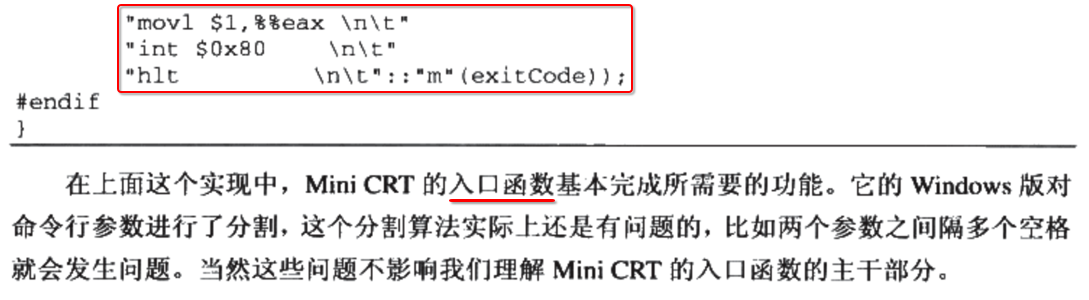 "movl $1,%%eax \n\t"
"int $0x80     \n\t"
"hlt           \n\t"::"m"(exitCode));
#endif
}
在上面这个实现中，Mini CRT 的入口函数基本完成所需要的功能。它的 Windows 版对
命令行参数进行了分割，这个分割算法实际上还是有问题的，比如两个参数之间隔多个空格
就会发生问题。当然这些问题不影响我们理解 Mini CRT 的入口函数的主干部分。